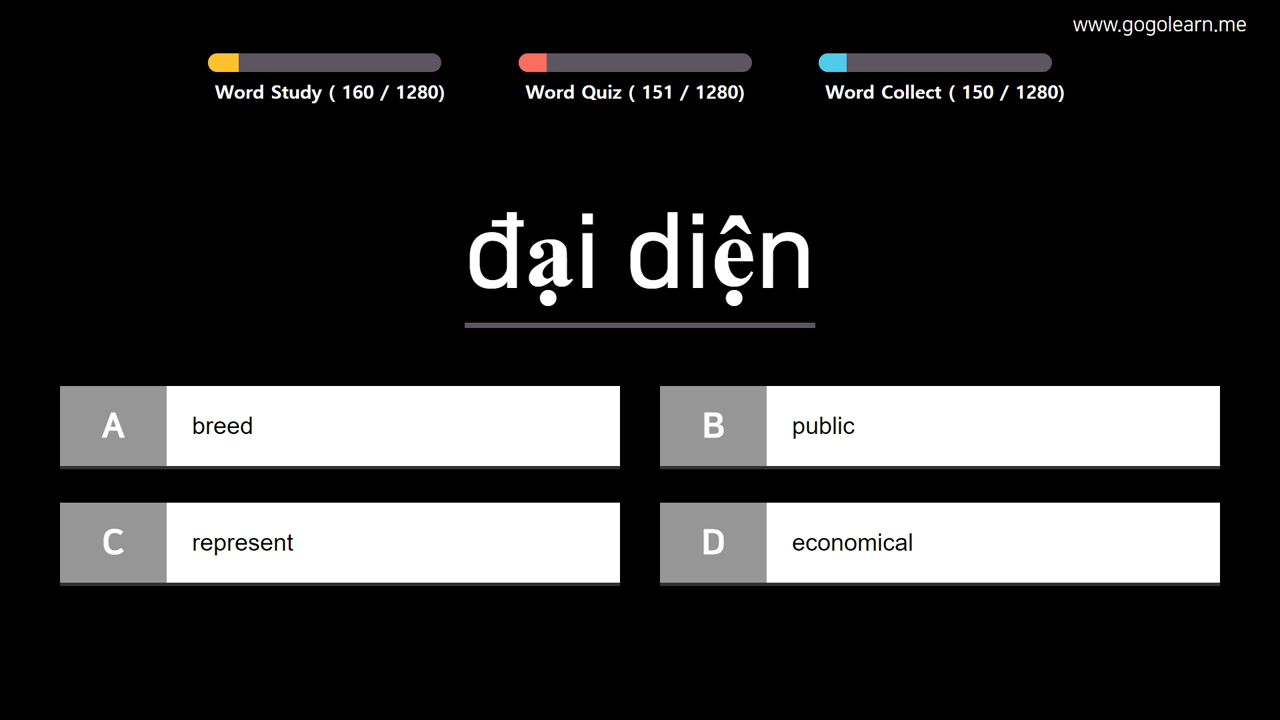 www.gogolearn.me
Word Study ( 160 / 1280)
Word Quiz ( 151 / 1280)
Word Collect ( 150 / 1280)
đại diện
A breed
B public
C represent
D economical